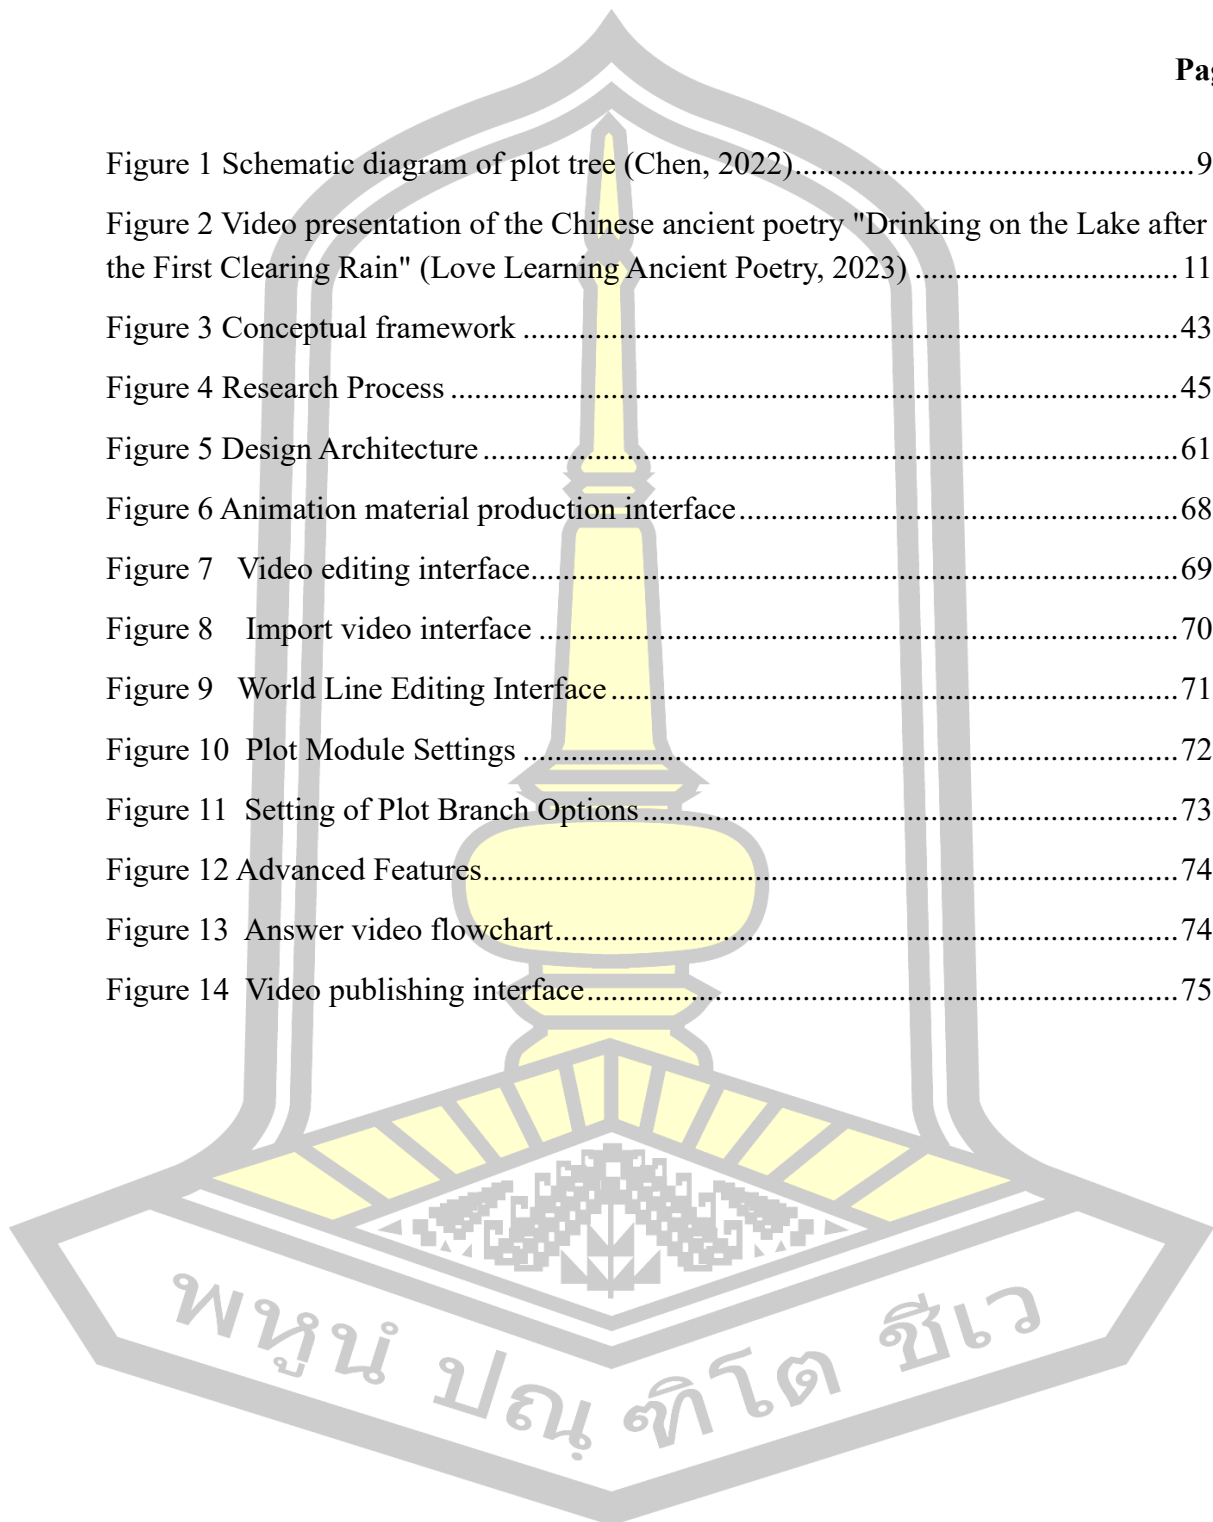 Pag
Figure 1 Schematic diagram of plot tree (Chen, 2022)..........................................9
Figure 2 Video presentation of the Chinese ancient poetry "Drinking on the Lake after
the First Clearing Rain" (Love Learning Ancient Poetry, 2023) ............................11
Figure 3 Conceptual framework ......................................................................43
Figure 4 Research Process ..............................................................................45
Figure 5 Design Architecture ..........................................................................61
Figure 6 Animation material production interface...............................................68
Figure 7 Video editing interface.....................................................................69
Figure 8 Import video interface ....................................................................70
Figure 9 World Line Editing Interface.............................................................71
Figure 10 Plot Module Settings ......................................................................72
Figure 11 Setting of Plot Branch Options .........................................................73
Figure 12 Advanced Features..........................................................................74
Figure 13 Answer video flowchart...................................................................74
Figure 14 Video publishing interface................................................................75
พหูนํ ปณฺฑิโต ชีเว